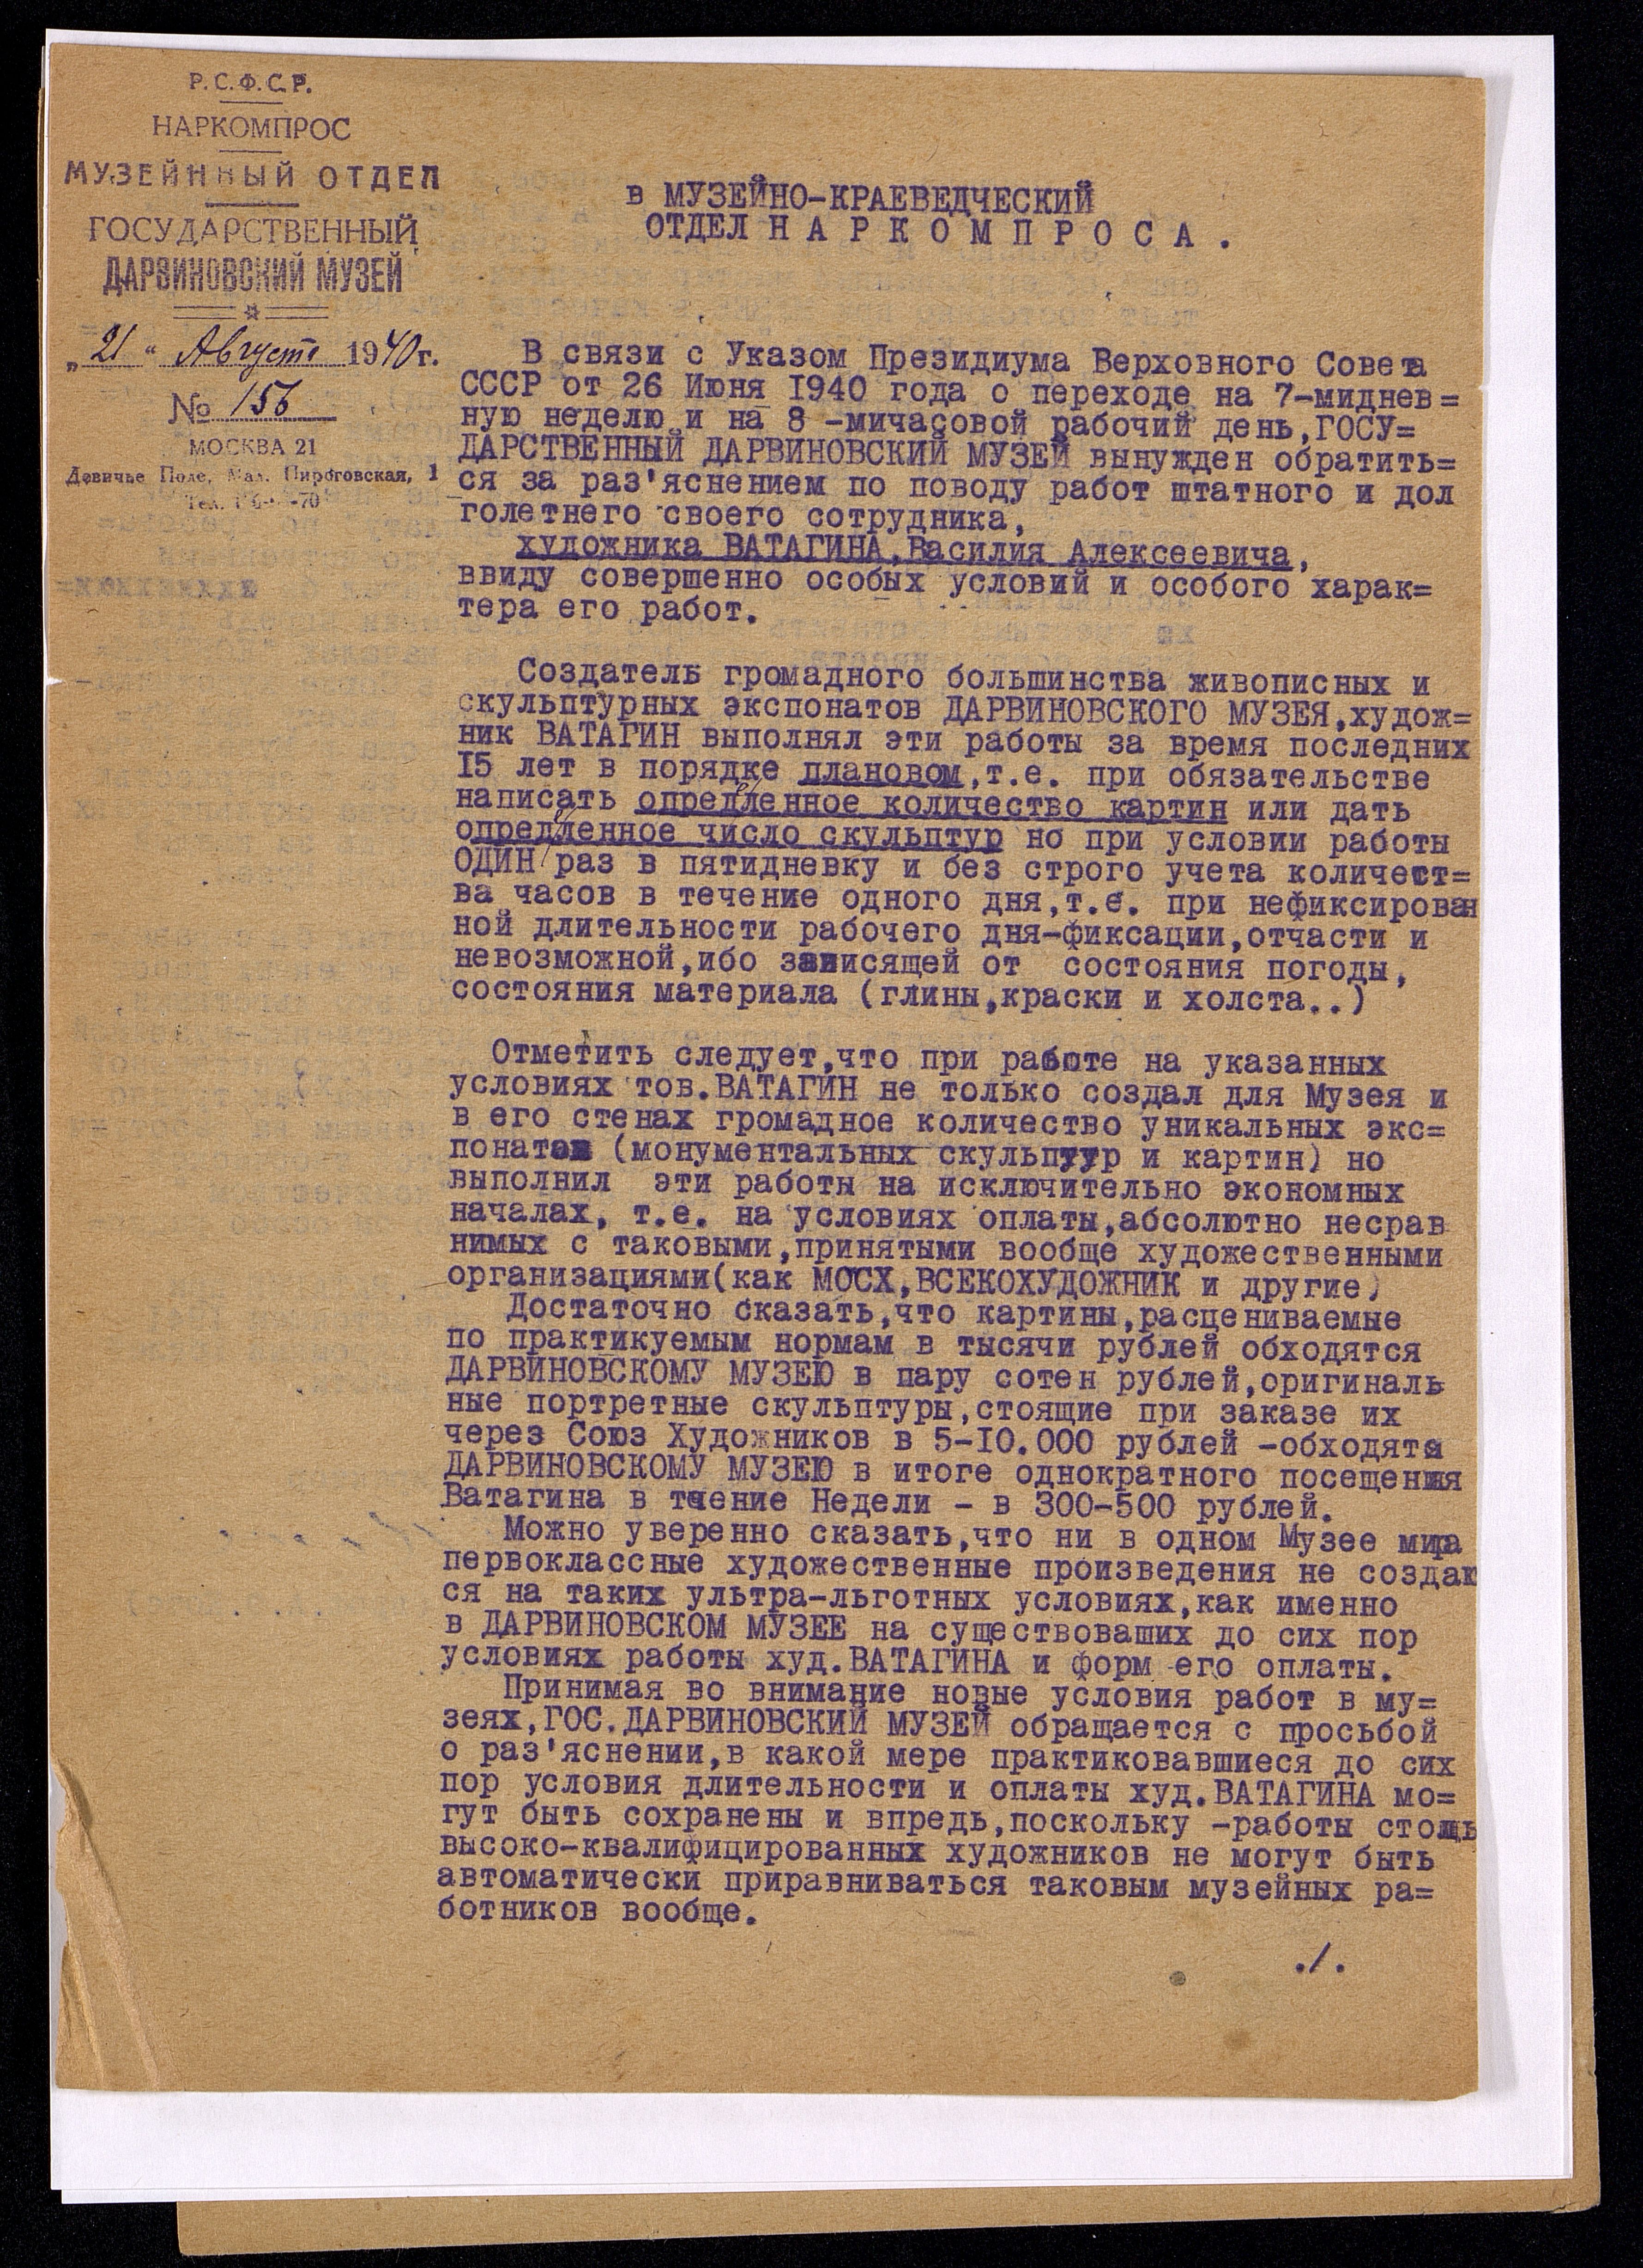 Р.С.Ф.С.Р.
НАРКОМПРОС
МУЗЕЙННЫЙ ОТДЕЛ
ГОСУДАРСТВЕННЫЙ
ДАРВИНОВСКИЙ МУЗЕЙ
„21“ Августа 1940 г.
№ 156
МОСКВА 21
Девичье Поле, Мал. Пироговская, 1
Тел. -70
в МУЗЕЙНО-КРАЕВЕДЧЕСКИЙ
ОТДЕЛ Н А Р К О М П Р О С А .
В связи с Указом Президиума Верховного Совета
СССР от 26 Июня I940 года о переходе на 7-миднев=
ную неделю и на 8 -мичасовой рабочий день,ГОСУ=
ДАРСТВЕННЫЙ ДАРВИНОВСКИЙ МУЗЕЙ вынужден обратить=
ся за раз'яснением по поводу работ штатного и дол
голетнего своего сотрудника,
художника ВАТАГИНА,Василия Алексеевича,
ввиду совершенно особых условий и особого харак=
тера его работ.
Создатель громадного большинства живописных и
скульптурных экспонатов ДАРВИНОВСКОГО МУЗЕЯ,худож=
ник ВАТАГИН выполнял эти работы за время последних
I5 лет в порядке плановом,т.е. при обязательстве
написать определенное количество картин или дать
определенное число скульптур но при условии работы
ОДИН раз в пятидневку и без строго учета количест=
ва часов в течение одного дня,т.е. при нефиксирован
ной длительности рабочего дня-фиксации,отчасти и
невозможной,ибо зависящей от состояния погоды,
состояния материала (глины,краски и холста..)
Отметить следует,что при работе на указанных
условиях тов.ВАТАГИН не только создал для Музея и
в его стенах громадное количество уникальных экс=
понатов (монументальных скульптур и картин) но
выполнил эти работы на исключительно экономных
началах, т.е. на условиях оплаты,абсолютно несрав
нимых с таковыми,принятыми вообще художественными
организациями(как МОСХ,ВСЕКОХУДОЖНИК и другие)
Достаточно сказать,что картины,расцениваемые
по практикуемым нормам в тысячи рублей обходятся
ДАРВИНОВСКОМУ МУЗЕЮ в пару сотен рублей,оригиналь
ные портретные скульптуры,стоящие при заказе их
через Союз Художников в 5-I0.000 рублей -обходятя
ДАРВИНОВСКОМУ МУЗЕЮ в итоге однократного посещения
Ватагина в течение Недели - в 300-500 рублей.
Можно уверенно сказать,что ни в одном Музее мира
первоклассные художественные произведения не создаю
ся на таких ультра-льготных условиях,как именно
в ДАРВИНОВСКОМ МУЗЕЕ на существоваших до сих пор
условиях работы худ.ВАТАГИНА и форм его оплаты.
Принимая во внимание новые условия работ в му=
зеях,ГОС.ДАРВИНОВСКИЙ МУЗЕЙ обращается с просьбой
о раз'яснении,в какой мере практиковавшиеся до сих
пор условия длительности и оплаты худ.ВАТАГИНА мо=
гут быть сохранены и впредь,поскольку -работы столь
высоко-квалифицированных художников не могут быть
автоматически приравниваться таковым музейных ра=
ботников вообще.
./.